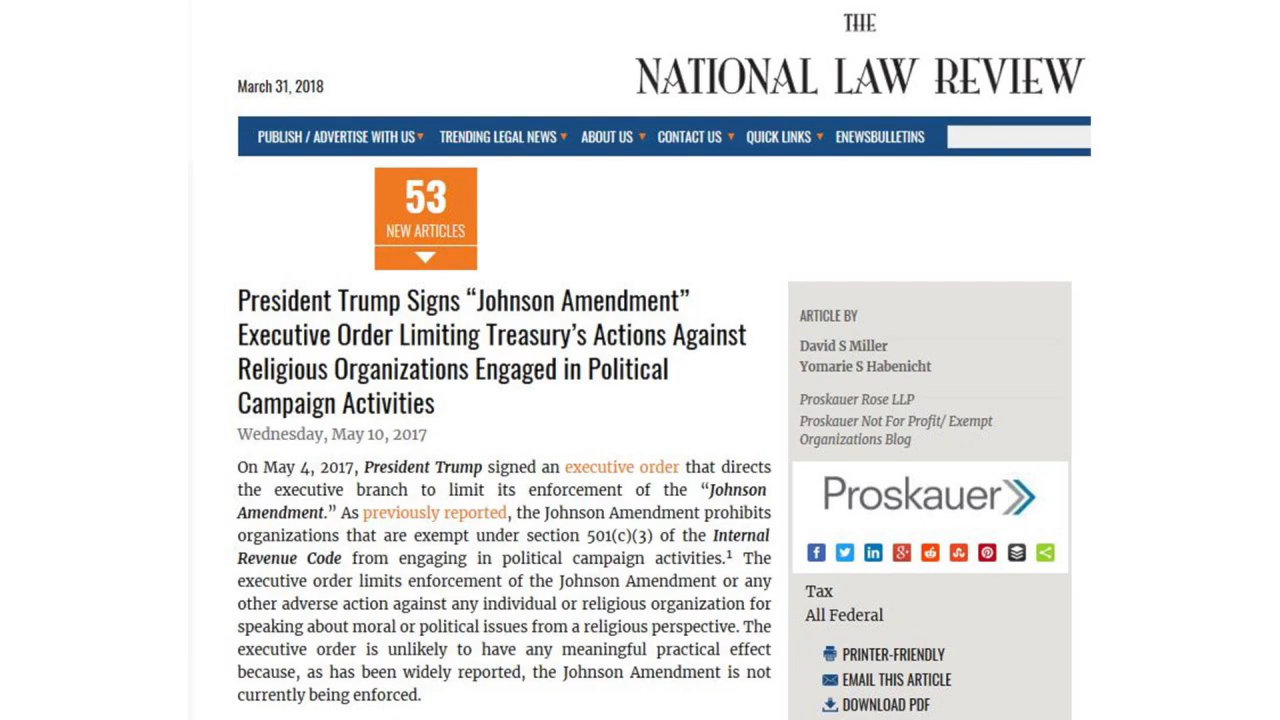 THE
March 31, 2018
NATIONAL LAW REVIEW
PUBLISH / ADVERTISE WITH US TRENDING LEGAL NEWS ABOUT US CONTACT US QUICK LINKS ENEWSBULLETINS
53
NEW ARTICLES
President Trump Signs “Johnson Amendment”
Executive Order Limiting Treasury’s Actions Against
Religious Organizations Engaged in Political
Campaign Activities
Wednesday, May 10, 2017
On May 4, 2017, President Trump signed an executive order that directs
the executive branch to limit its enforcement of the “Johnson
Amendment.” As previously reported, the Johnson Amendment prohibits
organizations that are exempt under section 501(c)(3) of the Internal
Revenue Code from engaging in political campaign activities.¹ The
executive order limits enforcement of the Johnson Amendment or any
other adverse action against any individual or religious organization for
speaking about moral or political issues from a religious perspective. The
executive order is unlikely to have any meaningful practical effect
because, as has been widely reported, the Johnson Amendment is not
currently being enforced.
ARTICLE BY
David S Miller
Yomarie S Habenicht
Proskauer Rose LLP
Proskauer Not For Profit/ Exempt
Organizations Blog
Proskauer
Tax
All Federal
PRINTER-FRIENDLY
EMAIL THIS ARTICLE
DOWNLOAD PDF